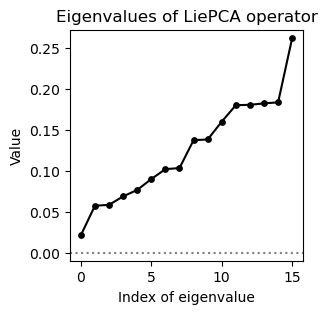 Eigenvalues of LiePCA operator
0.25
0.20
0.15
0.10
0.05
0.00
Value
0 5 10 15
Index of eigenvalue